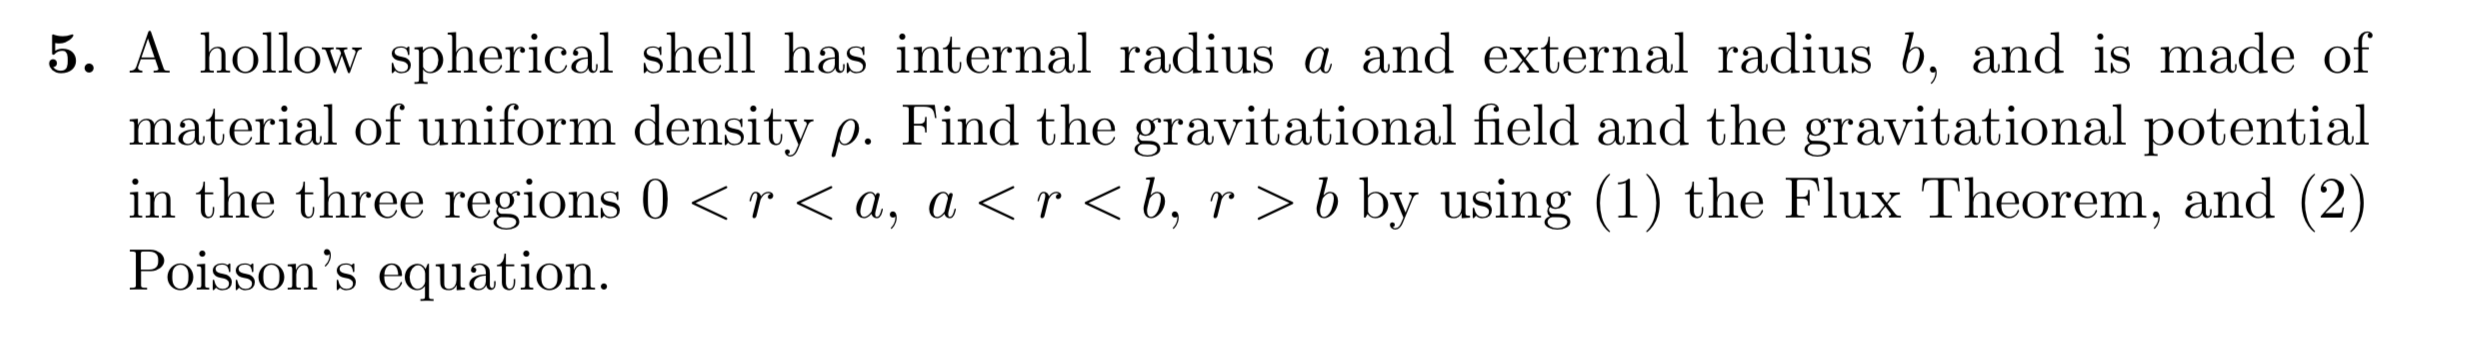 5. A hollow spherical shell has internal radius a and external radius b, and is made of
material of uniform density ρ. Find the gravitational field and the gravitational potential
in the three regions 0 < r < a, a < r < b, r > b by using (1) the Flux Theorem, and (2)
Poisson's equation.